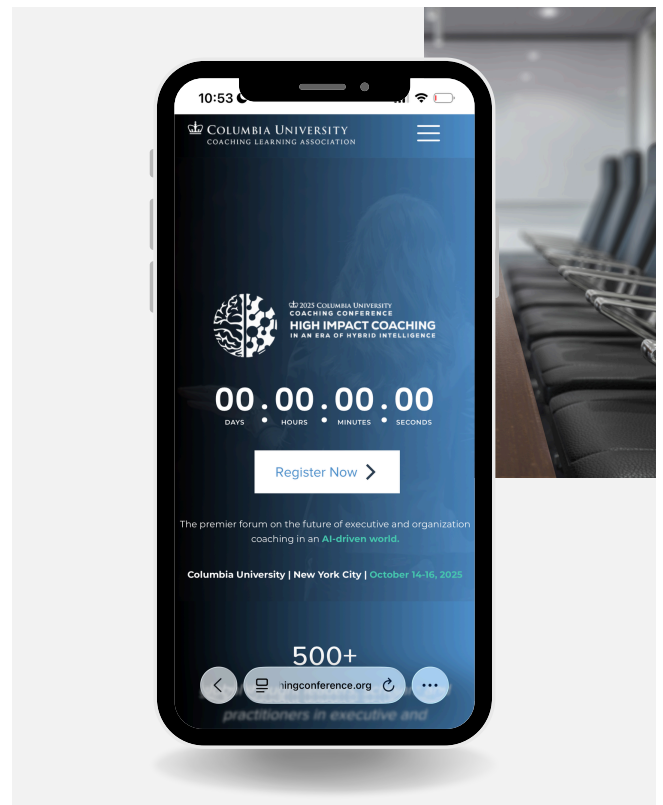 10:53
COLUMBIA UNIVERSITY
COACHING LEARNING ASSOCIATION
2025 COLUMBIA UNIVERSITY
COACHING CONFERENCE
HIGH IMPACT COACHING
IN AN ERA OF HYBRID INTELLIGENCE
00 . 00 . 00 . 00
DAYS HOURS MINUTES SECONDS
Register Now
The premier forum on the future of executive and organization
coaching in an AI-driven world.
Columbia University | New York City | October 14-16, 2025
500+
ingconference.org
practitioners in executive and